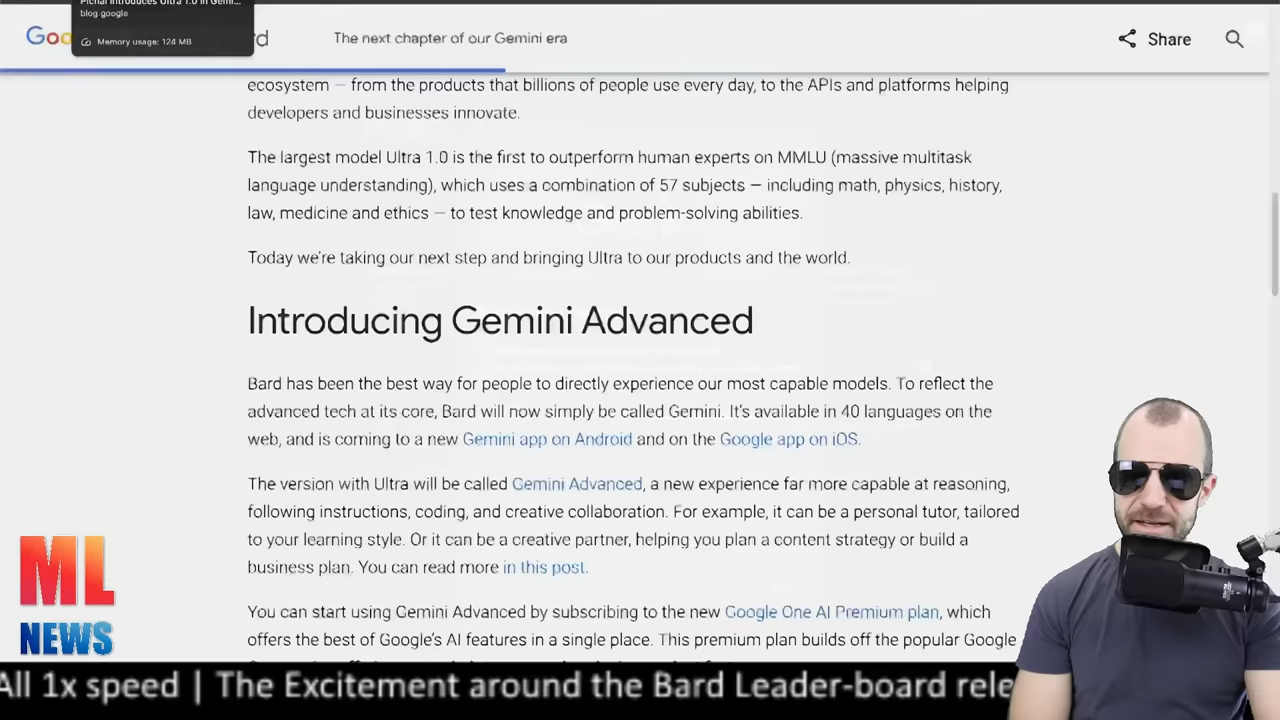 Pichai introduces Ultra 1.0 in Gemi...
blog.google
Memory usage: 124 MB
Goo
rd
The next chapter of our Gemini era
Share
ecosystem — from the products that billions of people use every day, to the APIs and platforms helping
developers and businesses innovate.
The largest model Ultra 1.0 is the first to outperform human experts on MMLU (massive multitask
language understanding), which uses a combination of 57 subjects — including math, physics, history,
law, medicine and ethics — to test knowledge and problem-solving abilities.
Today we're taking our next step and bringing Ultra to our products and the world.
Introducing Gemini Advanced
Bard has been the best way for people to directly experience our most capable models. To reflect the
advanced tech at its core, Bard will now simply be called Gemini. It's available in 40 languages on the
web, and is coming to a new Gemini app on Android and on the Google app on iOS.
The version with Ultra will be called Gemini Advanced, a new experience far more capable at reasoning,
following instructions, coding, and creative collaboration. For example, it can be a personal tutor, tailored
to your learning style. Or it can be a creative partner, helping you plan a content strategy or build a
business plan. You can read more in this post.
You can start using Gemini Advanced by subscribing to the new Google One AI Premium plan, which
offers the best of Google's AI features in a single place. This premium plan builds off the popular Google
ML
NEWS
All 1x speed | The Excitement around the Bard Leader-board rele